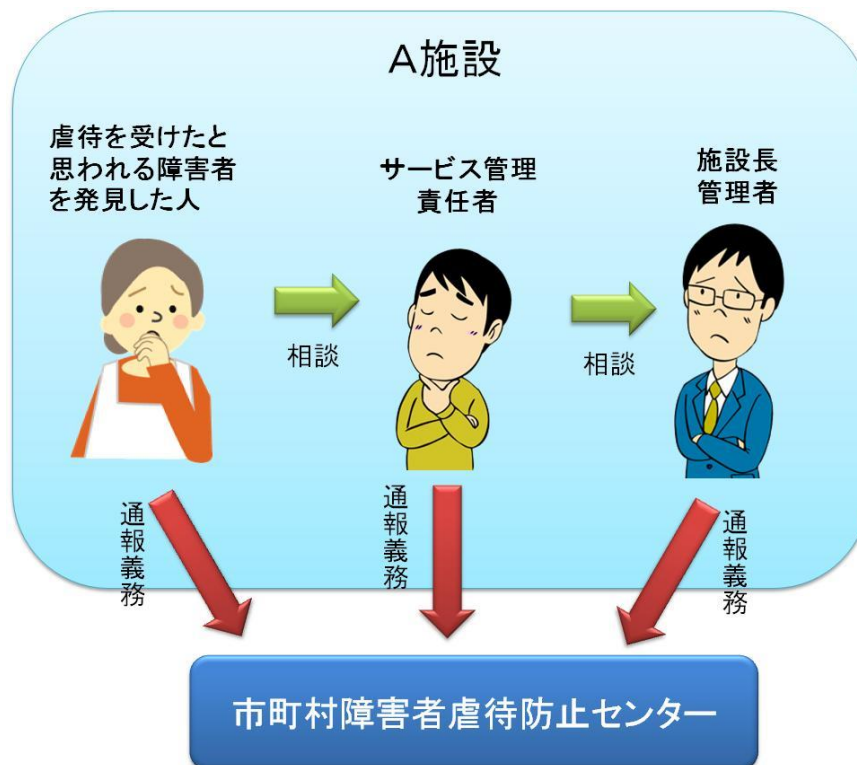 A施設
虐待を受けたと
思われる障害者
を発見した人
サービス管理
責任者
施設長
管理者
相談
相談
通報義務
通報義務
通報義務
市町村障害者虐待防止センター